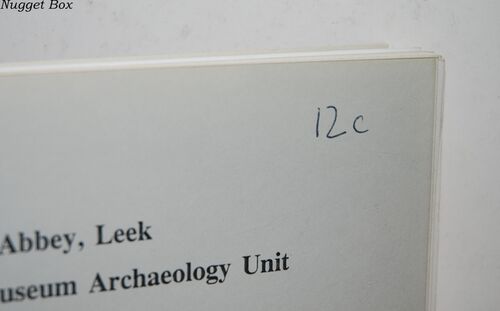 Nugget Box
12c
Abbey, Leek
useum Archaeology Unit